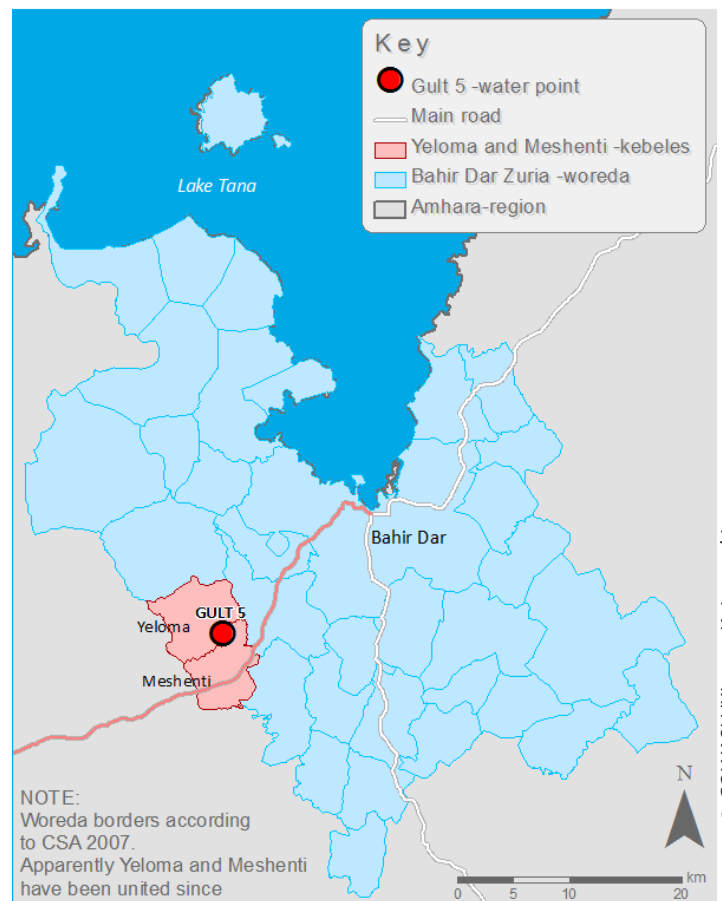 Key
Gult 5 -water point
Main road
Yeloma and Meshenti -kebeles
Bahir Dar Zuria -woreda
Amhara-region
Lake Tana
Bahir Dar
GULT 5
Yeloma
Meshenti
NOTE:
Woreda borders according
to CSA 2007.
Apparently Yeloma and Meshenti
have been united since
N
km
0 5 10 20